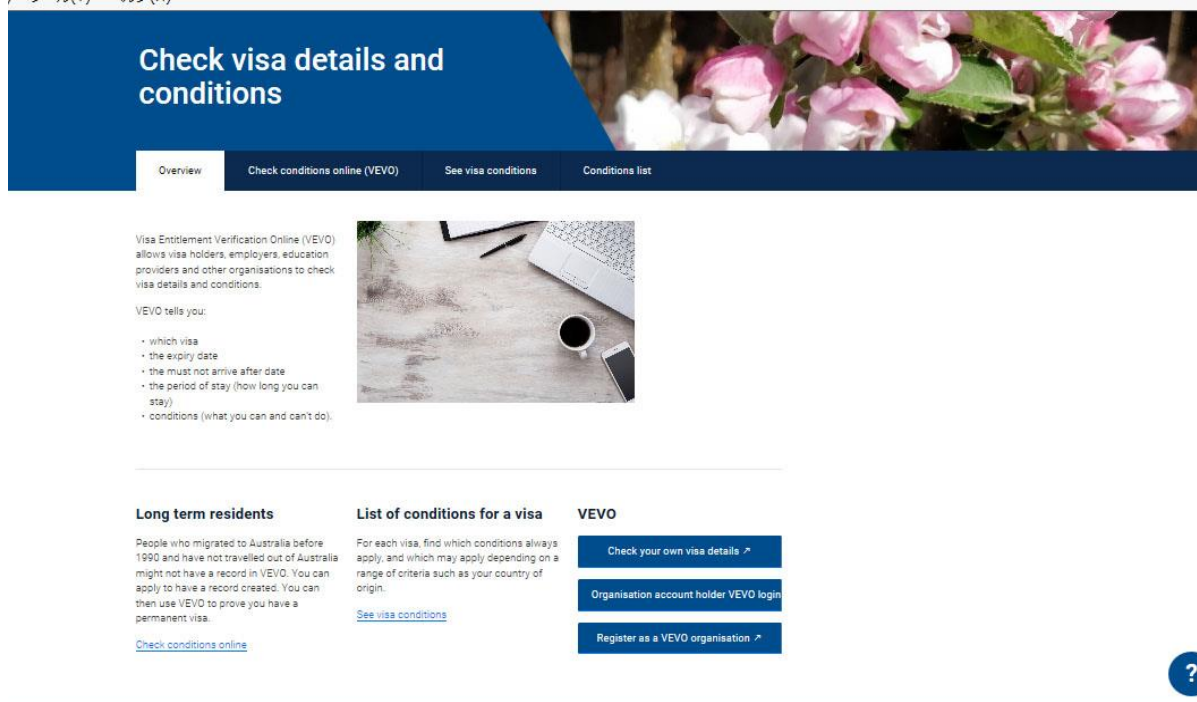 Check visa details and
conditions
Overview
Check conditions online (VEVO)
See visa conditions
Conditions list
Visa Entitlement Verification Online (VEVO)
allows visa holders, employers, education
providers and other organisations to check
visa details and conditions.
VEVO tells you:
• which visa
• the expiry date
• the must not arrive after date
• the period of stay (how long you can
stay)
• conditions (what you can and can't do).
Long term residents
People who migrated to Australia before
1990 and have not travelled out of Australia
might not have a record in VEVO. You can
apply to have a record created. You can
then use VEVO to prove you have a
permanent visa.
Check conditions online
List of conditions for a visa
For each visa, find which conditions always
apply, and which may apply depending on a
range of criteria such as your country of
origin.
See visa conditions
VEVO
Check your own visa details ↗
Organisation account holder VEVO login
Register as a VEVO organisation ↗
?